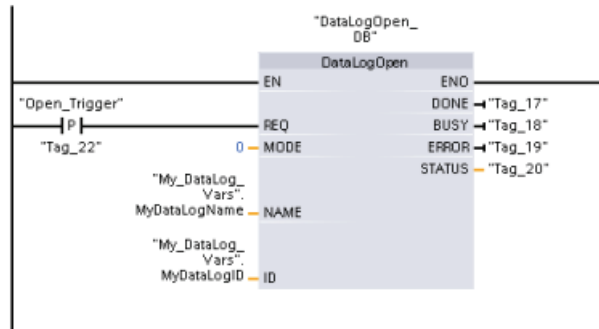 "DataLogOpen_
DB"
DataLogOpen
EN ENO
"Open_Trigger" DONE "Tag_17"
P REQ BUSY "Tag_18"
"Tag_22" 0 MODE ERROR "Tag_19"
STATUS "Tag_20"
"My_DataLog_
Vars".
MyDataLogName NAME
"My_DataLog_
Vars".
MyDataLogID ID